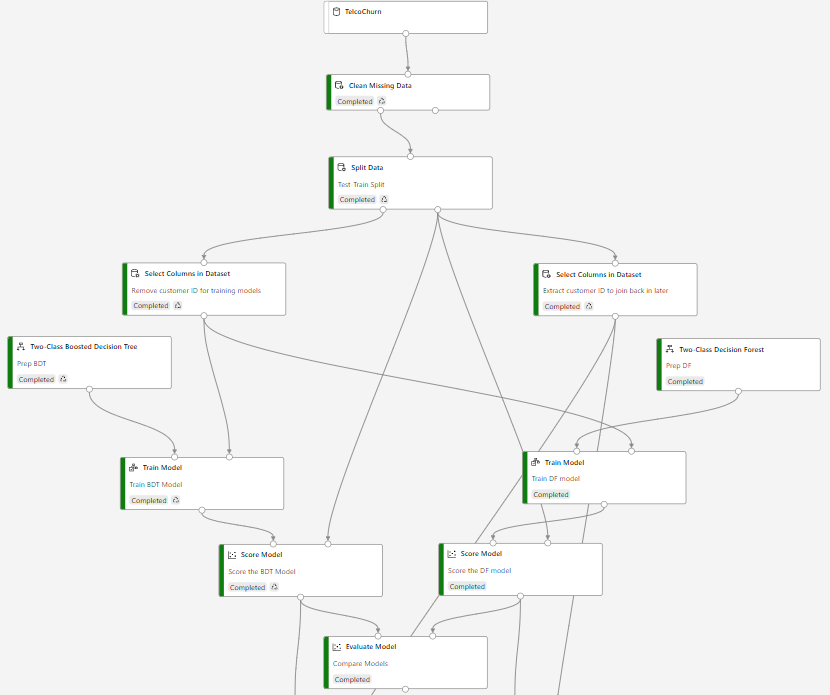 TelcoChurn
Clean Missing Data
Completed
Split Data
Test Train Split
Completed
Select Columns in Dataset
Remove customer ID for training models
Completed
Select Columns in Dataset
Extract customer ID to join back in later
Completed
Two-Class Boosted Decision Tree
Prep BDT
Completed
Two-Class Decision Forest
Prep DF
Completed
Train Model
Train BDT Model
Completed
Train Model
Train DF model
Completed
Score Model
Score the BDT Model
Completed
Score Model
Score the DF model
Completed
Evaluate Model
Compare Models
Completed